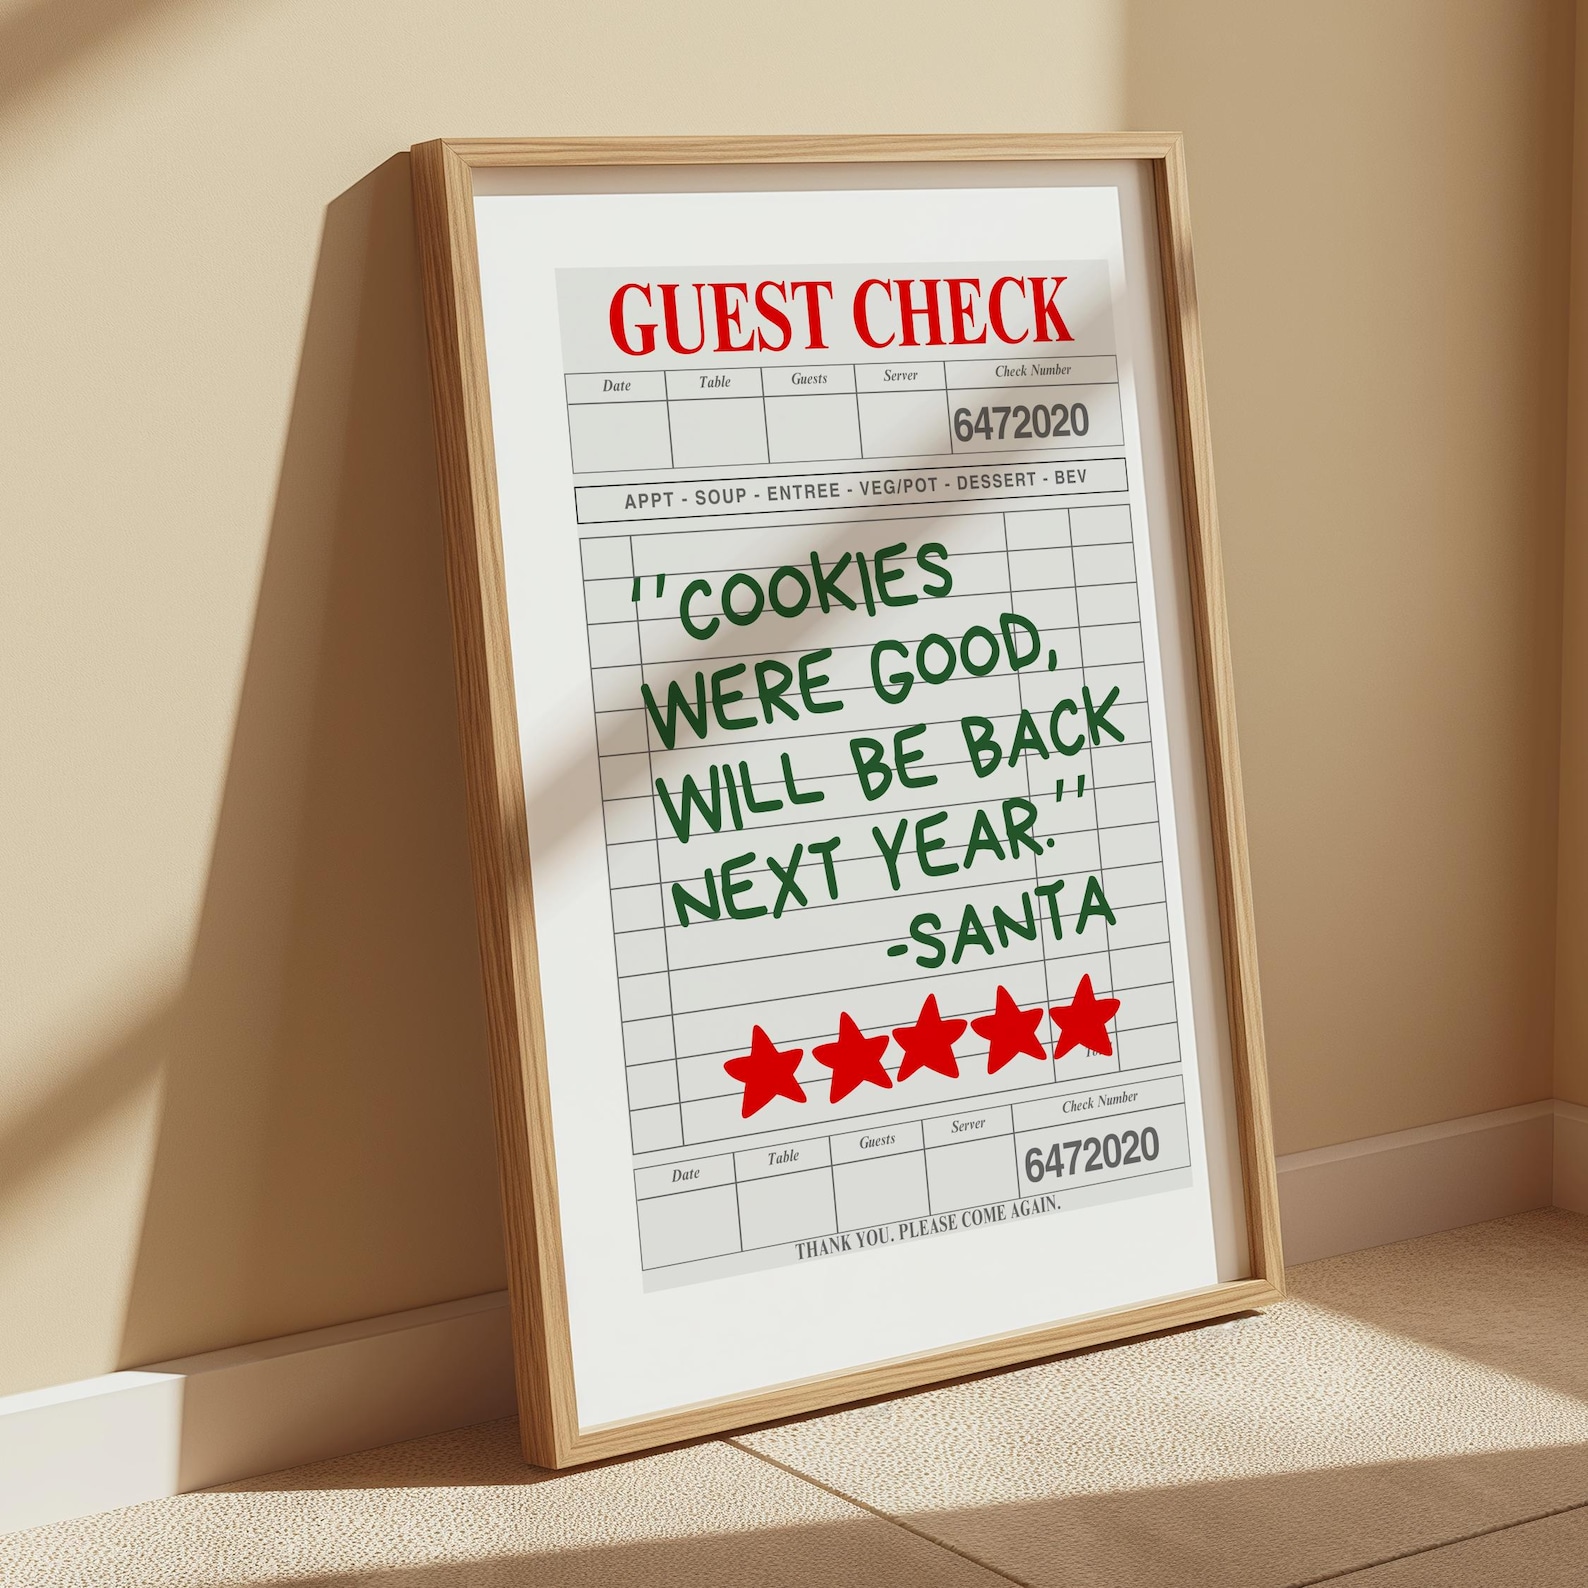 GUEST CHECK
Date Table Guests Server Check Number
6472020
APPT - SOUP - ENTREE - VEG/POT - DESSERT - BEV
"COOKIES
WERE GOOD,
WILL BE BACK
NEXT YEAR."
-SANTA
Date Table Guests Server Check Number
6472020
THANK YOU. PLEASE COME AGAIN.